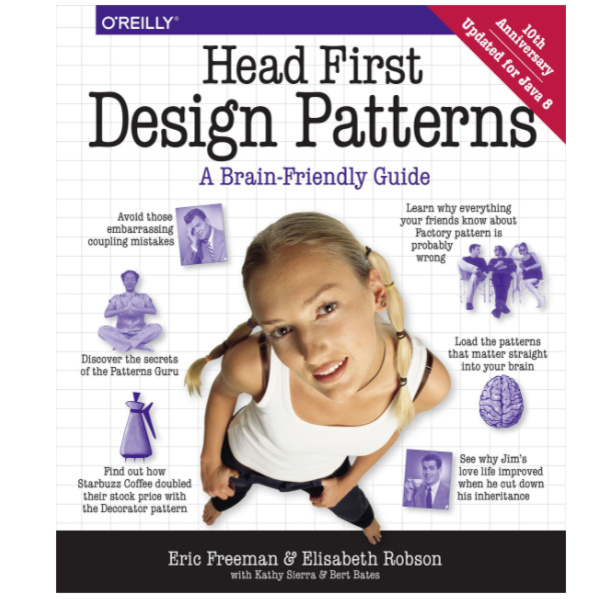 O'REILLY®
10th
Anniversary
Updated for Java 8
Head First
Design Patterns
A Brain-Friendly Guide
Avoid those
embarrassing
coupling mistakes
Learn why everything
your friends know about
Factory pattern is
probably
wrong
Discover the secrets
of the Patterns Guru
Load the patterns
that matter straight
into your brain
Find out how
Starbuzz Coffee doubled
their stock price with
the Decorator pattern
See why Jim's
love life improved
when he cut down
his inheritance
Eric Freeman & Elisabeth Robson
with Kathy Sierra & Bert Bates